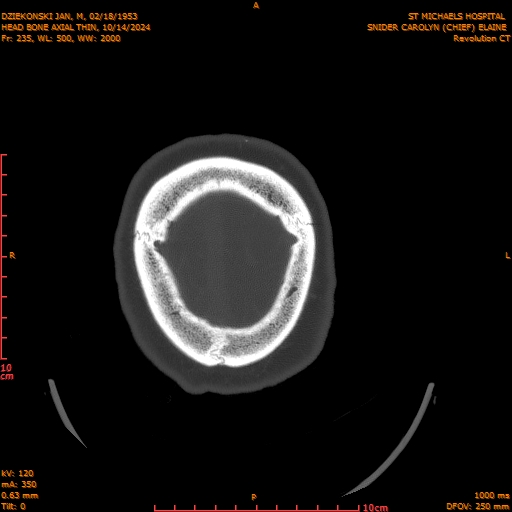 A
DZIEKONSKI JAN, M, 02/18/1953
HEAD BONE AXIAL THIN, 10/14/2024
Fr: 235, WL: 500, WW: 2000
ST MICHAELS HOSPITAL
SNIDER CAROLYN (CHIEF) ELAINE
Revolution CT
R
L
10
cm
kV: 120
mA: 350
0.63 mm
Tilt: 0
P
10cm
1000 ms
DFOV: 250 mm